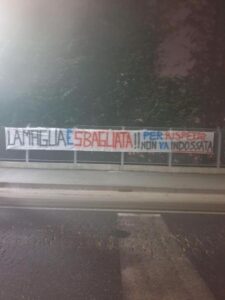 LA MAGLIA È SBAGLIATA!!
PER RISPETTO
NON VA INDOSSATA